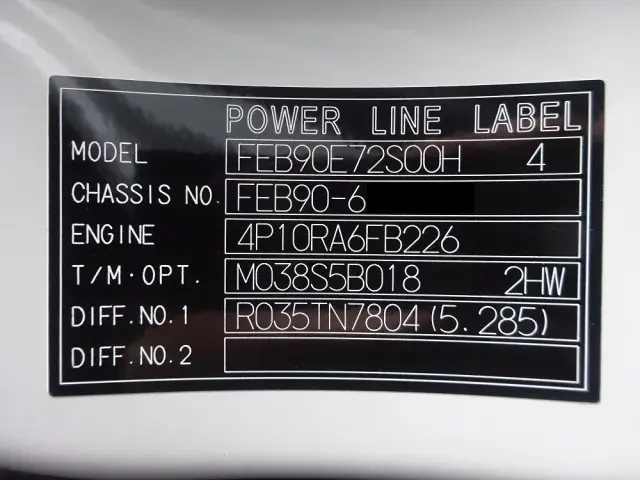 POWER LINE LABEL
MODEL FEB90E72S00H 4
CHASSIS NO. FEB90-6
ENGINE 4P10RA6FB226
T/M·OPT. M038S5B018 2HW
DIFF.NO.1 R035TN7804(5.285)
DIFF.NO.2